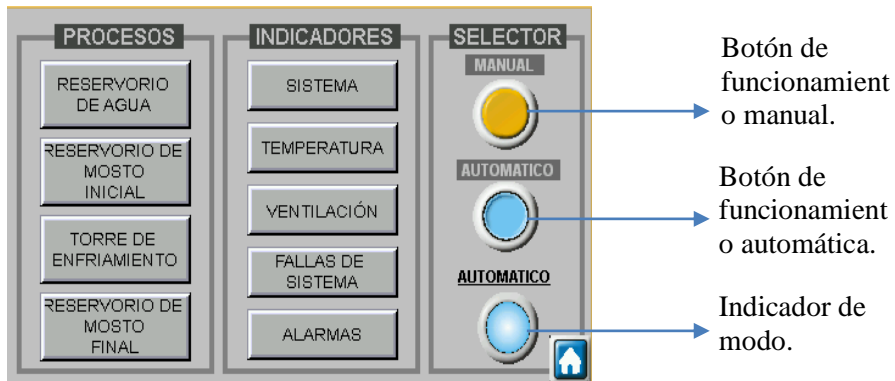 PROCESOS
RESERVORIO
DE AGUA
RESERVORIO DE
MOSTO
INICIAL
TORRE DE
ENFRIAMIENTO
RESERVORIO DE
MOSTO
FINAL
INDICADORES
SISTEMA
TEMPERATURA
VENTILACIÓN
FALLAS DE
SISTEMA
ALARMAS
SELECTOR
MANUAL
AUTOMATICO
AUTOMATICO
Botón de
funcionamient
o manual.
Botón de
funcionamient
o automática.
Indicador de
modo.